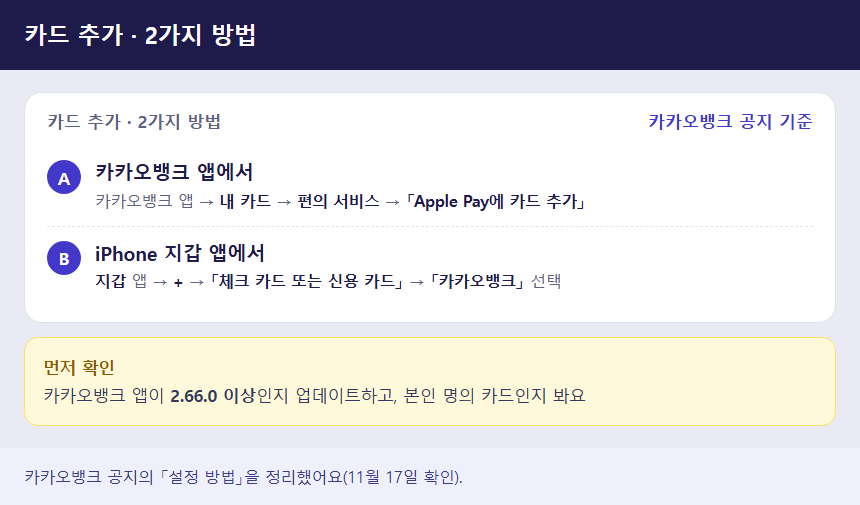 카드 추가 · 2가지 방법
카드 추가 · 2가지 방법
카카오뱅크 공지 기준
A
카카오뱅크 앱에서
카카오뱅크 앱 → 내 카드 → 편의 서비스 → 「Apple Pay에 카드 추가」
B
iPhone 지갑 앱에서
지갑 앱 → + → 「체크 카드 또는 신용 카드」 → 「카카오뱅크」 선택
먼저 확인
카카오뱅크 앱이 2.66.0 이상인지 업데이트하고, 본인 명의 카드인지 봐요
카카오뱅크 공지의 「설정 방법」을 정리했어요(11월 17일 확인).